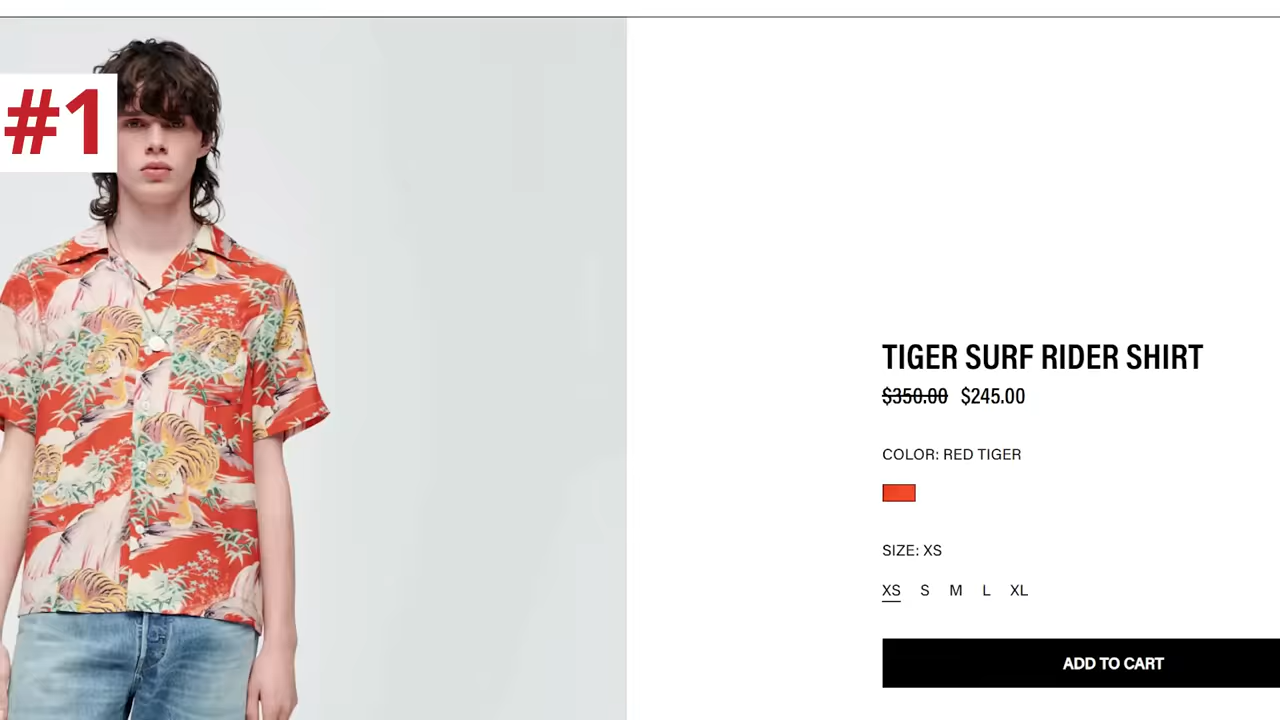 #1
TIGER SURF RIDER SHIRT
$350.00 $245.00
COLOR: RED TIGER
SIZE: XS
XS S M L XL
ADD TO CART